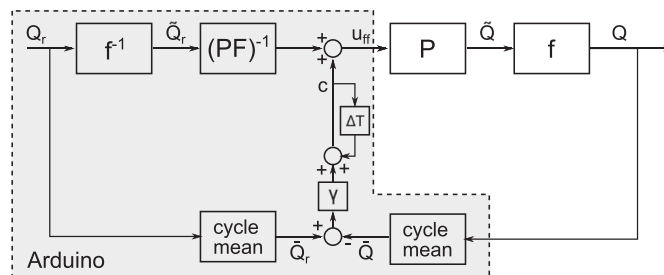 Q_r
f⁻¹
Q̃_r
(PF)⁻¹
+
+
u_ff
P
Q̃
f
Q
c
ΔT
+
+
γ
cycle
mean
Q̄_r
+
-
Q̄
cycle
mean
Arduino